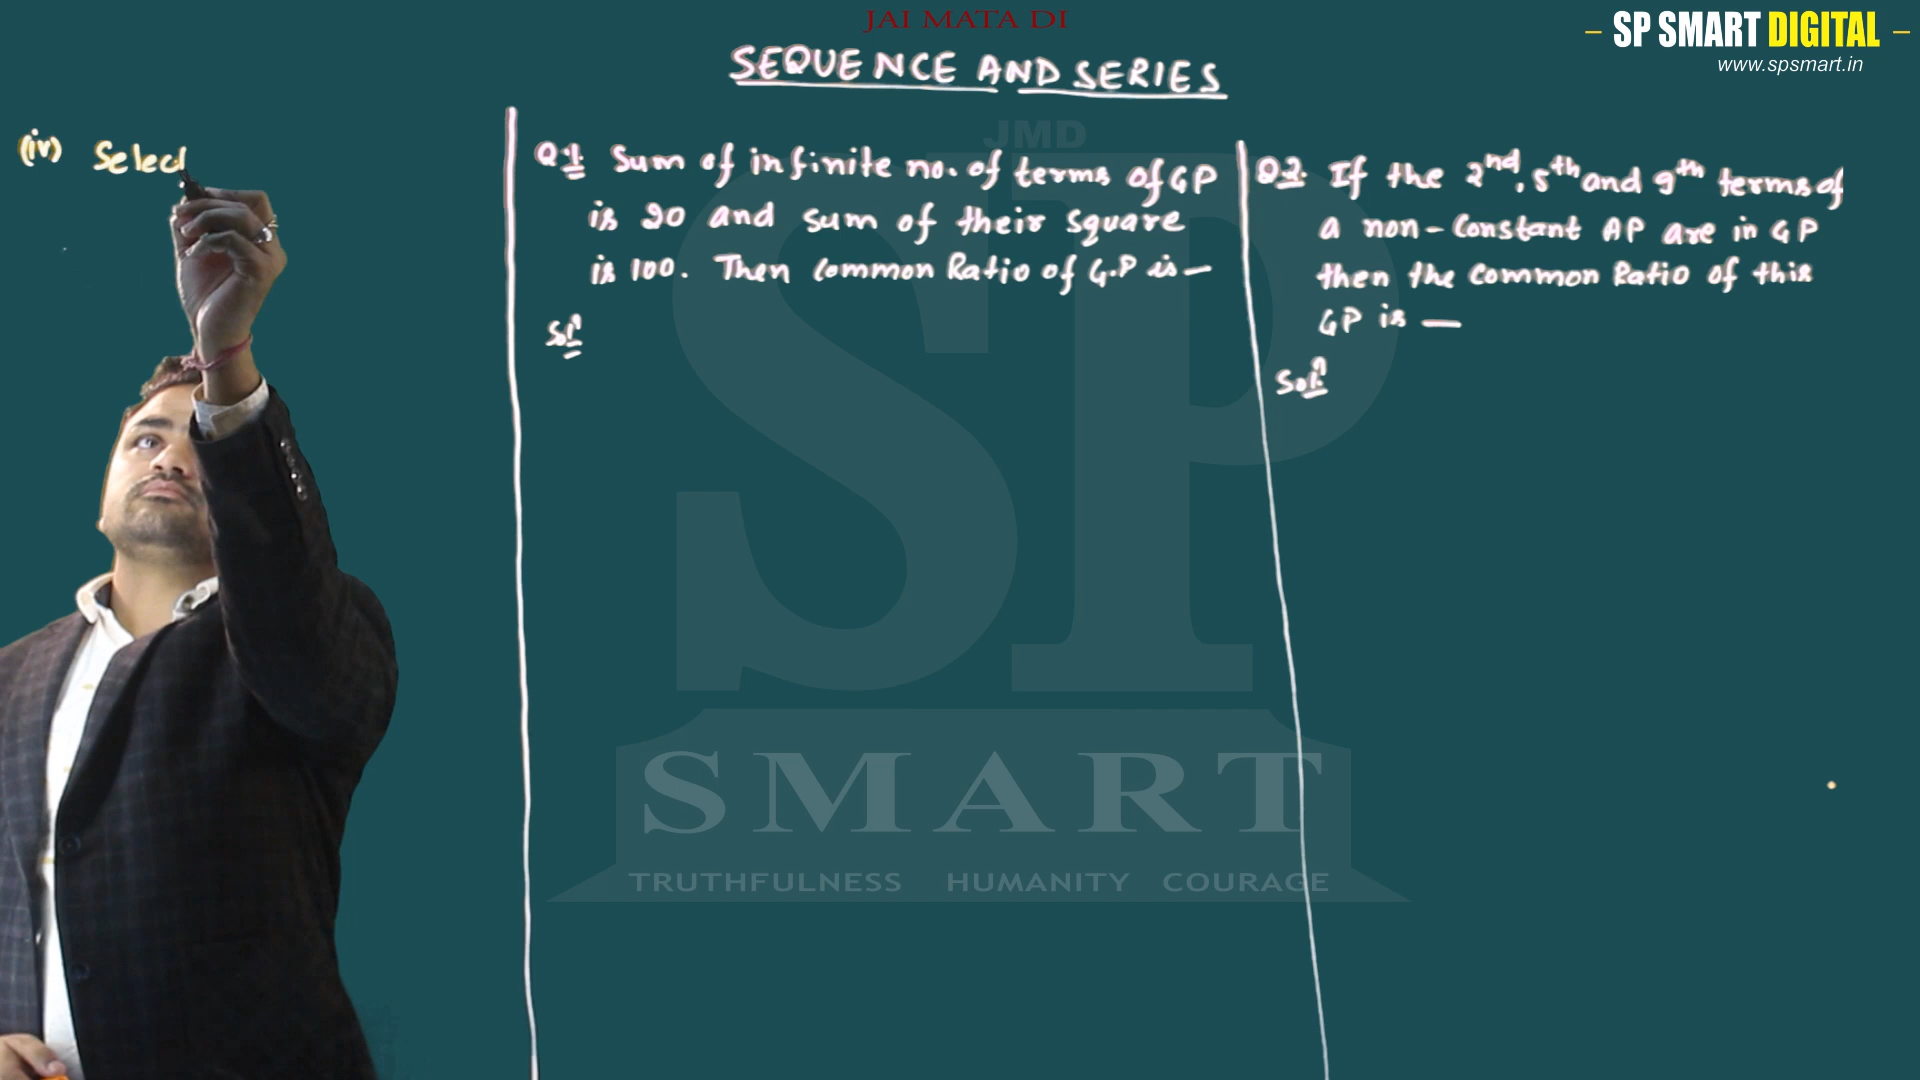 JAI MATA DI
SP SMART DIGITAL
www.spsmart.in
SEQUENCE AND SERIES
(iv) Select
Q.1 Sum of infinite no. of terms of GP
is 20 and sum of their square
is 100. Then Common Ratio of G.P is —
Sol.
Q.2. If the 2nd, 5th and 9th terms of
a non-constant AP are in GP
then the Common Ratio of this
GP is —
Sol.
JMD
SP
SMART
TRUTHFULNESS HUMANITY COURAGE